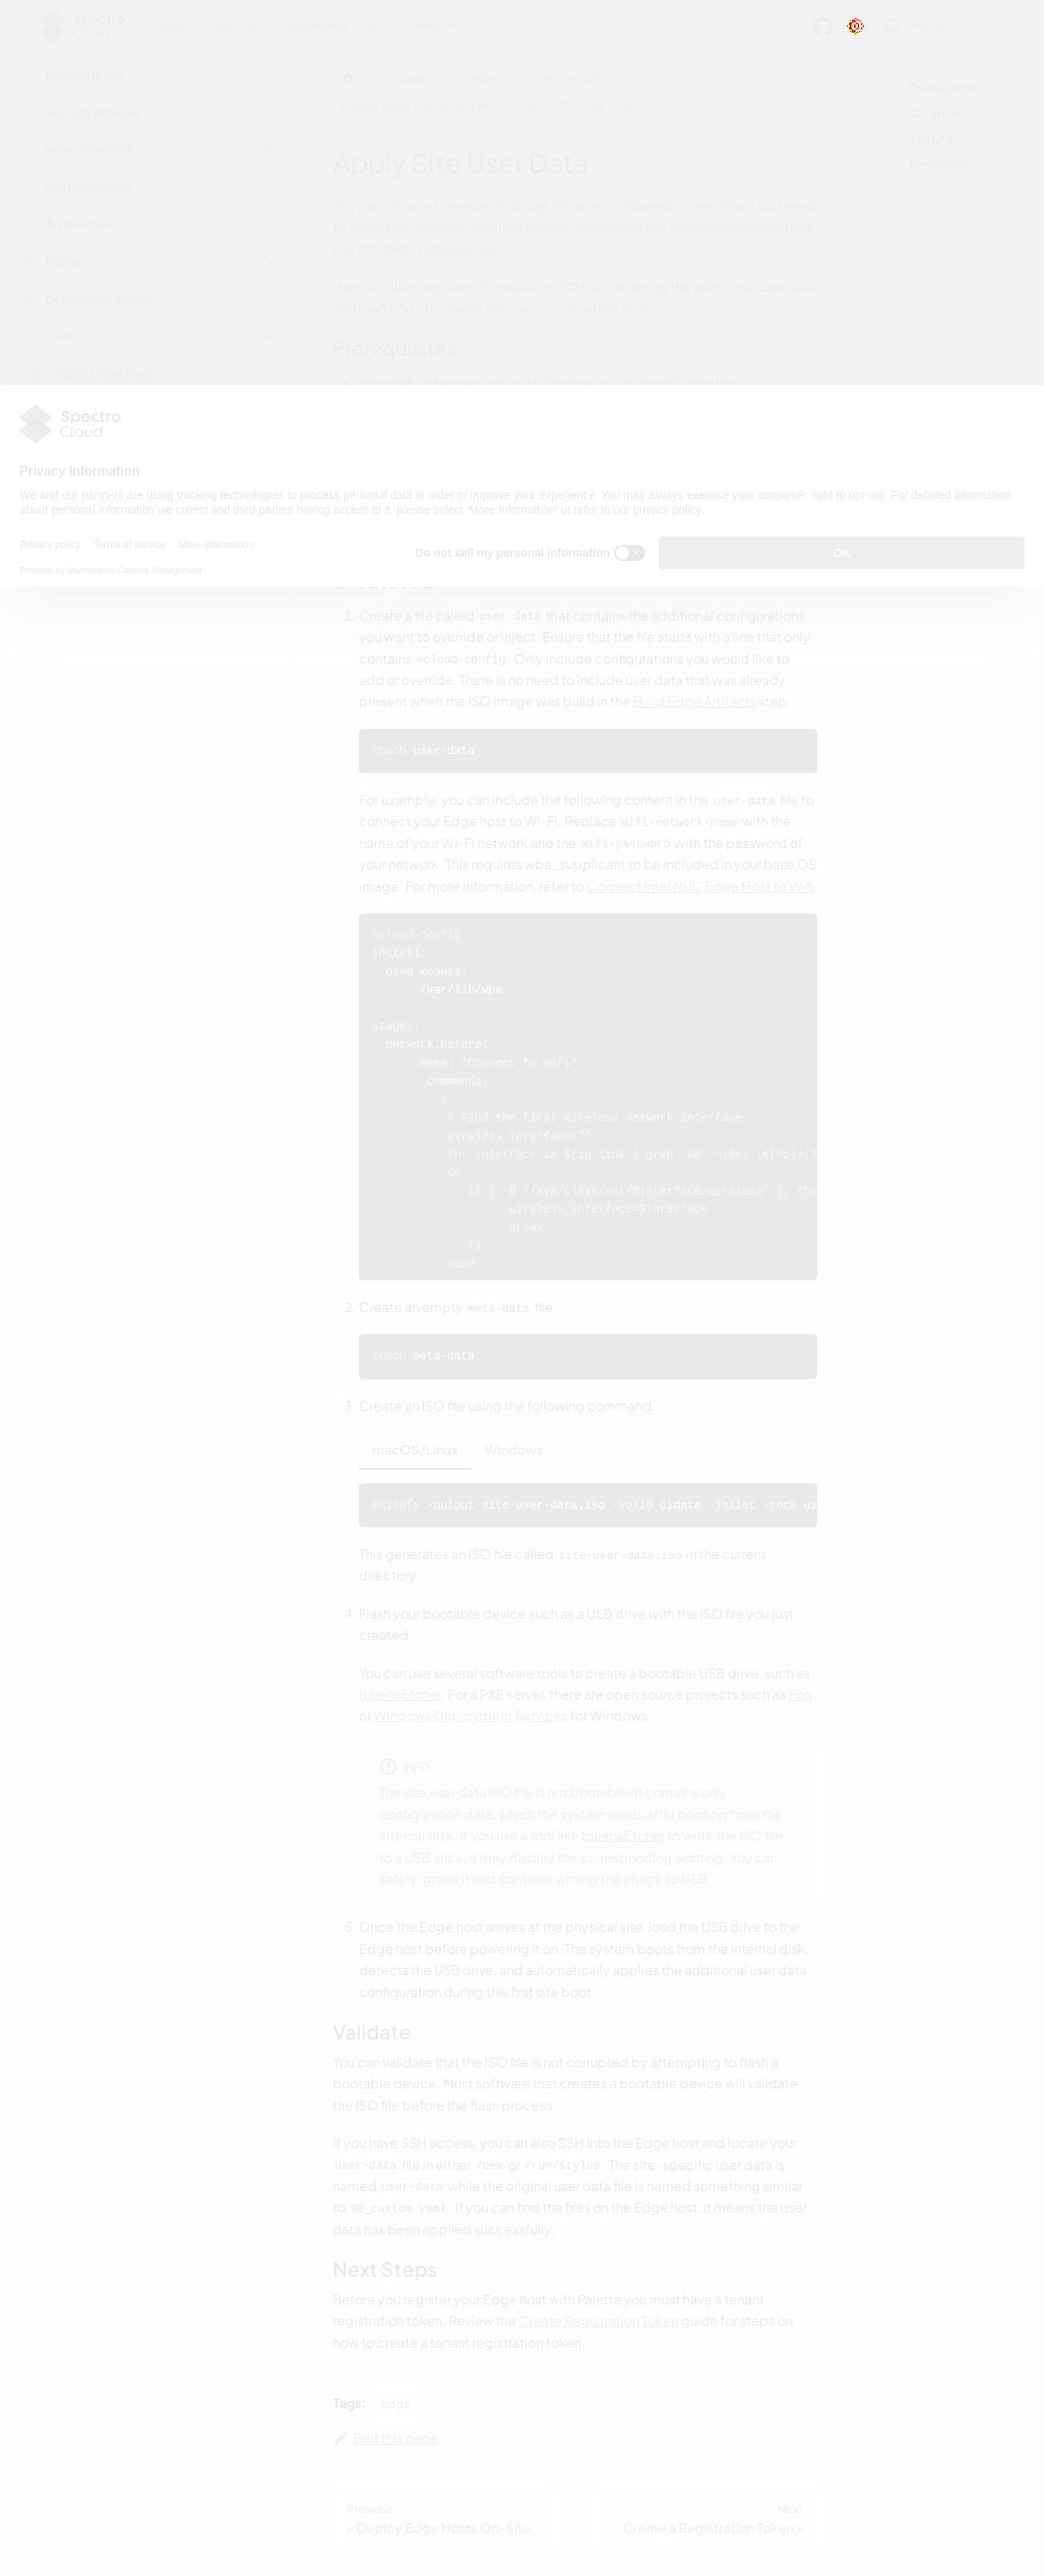 Spectro
Cloud
Docs Tutorials Downloads API Latest
Search
Release Notes
Security Bulletins
What is Palette?
Getting Started
Architecture
Profiles
Deployment Modes
Clusters
Public Cloud Clusters
Clusters Edge Deployment
Deploy Edge Hosts On-Site Apply Site User Data
Prerequisites
Create ISO
Validate
Next Steps
Apply Site User Data
You can provide site-specific Edge Installer configuration user data if you need
to apply new values or override default values from the Edge Installer user data
you created in
Use the following steps to create an ISO file containing the additional user data
and load it to a bootable device, such as a USB stick.
Prerequisites
Spectro
Cloud
Privacy Information
We and our partners are using tracking technologies to process personal data in order to improve your experience. You may always exercise your consumer right to opt-out. For detailed information
about personal information we collect and third parties having access to it, please select 'More Information' or refer to our privacy policy.
Privacy policy Terms of service More Information
Do not sell my personal information
OK
Powered by Usercentrics Consent Management
1. Create a file called user-data that contains the additional configurations
you want to override or inject. Ensure that the file starts with a line that only
contains #cloud-config. Only include configurations you would like to
add or override. There is no need to include user data that was already
present when the ISO image was build in the Build Edge Artifacts step.
touch user-data
For example, you can include the following content in the user-data file to
connect your Edge host to Wi-Fi. Replace wifi-network-name with the
name of your Wi-Fi network and the wifi-password with the password of
your network. This requires wpa_supplicant to be included in your base OS
image. For more information, refer to Connect Intel NUC Edge Host to Wifi.
#cloud-config
install:
bind_mounts:
- /var/lib/wpa
stages:
network.before:
- name: "Connect to wifi"
commands:
- |
# Find the first wireless network interface
wireless_interface=""
for interface in $(ip link | grep -oP '^\d+: \K[^:]+(?
do
if [ -d "/sys/class/net/$interface/wireless" ]; the
wireless_interface=$interface
break
fi
done
2. Create an empty meta-data file.
touch meta-data
3. Create an ISO file using the following command.
macOS/Linux Windows
mkisofs -output site-user-data.iso -volid cidata -joliet -rock us
This generates an ISO file called site-user-data.iso in the current
directory.
4. Flash your bootable device such as a USB drive with the ISO file you just
created.
You can use several software tools to create a bootable USB drive, such as
balenaEtcher. For a PXE server, there are open source projects such as Fog
or Windows Deployment Services for Windows.
INFO
The site user data ISO file is not bootable. It contains only
configuration data, which the system reads after booting from the
internal disk. If you use a tool like balenaEtcher to write the ISO file
to a USB stick, it may display the corresponding warning. You can
safely ignore it and continue writing the image to USB.
5. Once the Edge host arrives at the physical site, load the USB drive to the
Edge host before powering it on. The system boots from the internal disk,
detects the USB drive, and automatically applies the additional user data
configuration during this first site boot.
Validate
You can validate that the ISO file is not corrupted by attempting to flash a
bootable device. Most software that creates a bootable device will validate
the ISO file before the flash process.
If you have SSH access, you can also SSH into the Edge host and locate your
user-data file in either /oem or /run/stylus. The site-specific user data is
named user-data while the original user data file is named something similar
to 90_custom.yaml. If you can find the files on the Edge host, it means the user
data has been applied successfully.
Next Steps
Before you register your Edge host with Palette you must have a tenant
registration token. Review the Create Registration Token guide for steps on
how to create a tenant registration token.
Tags: edge
Edit this page
Previous
« Deploy Edge Hosts On-Site
Next
Create a Registration Token »